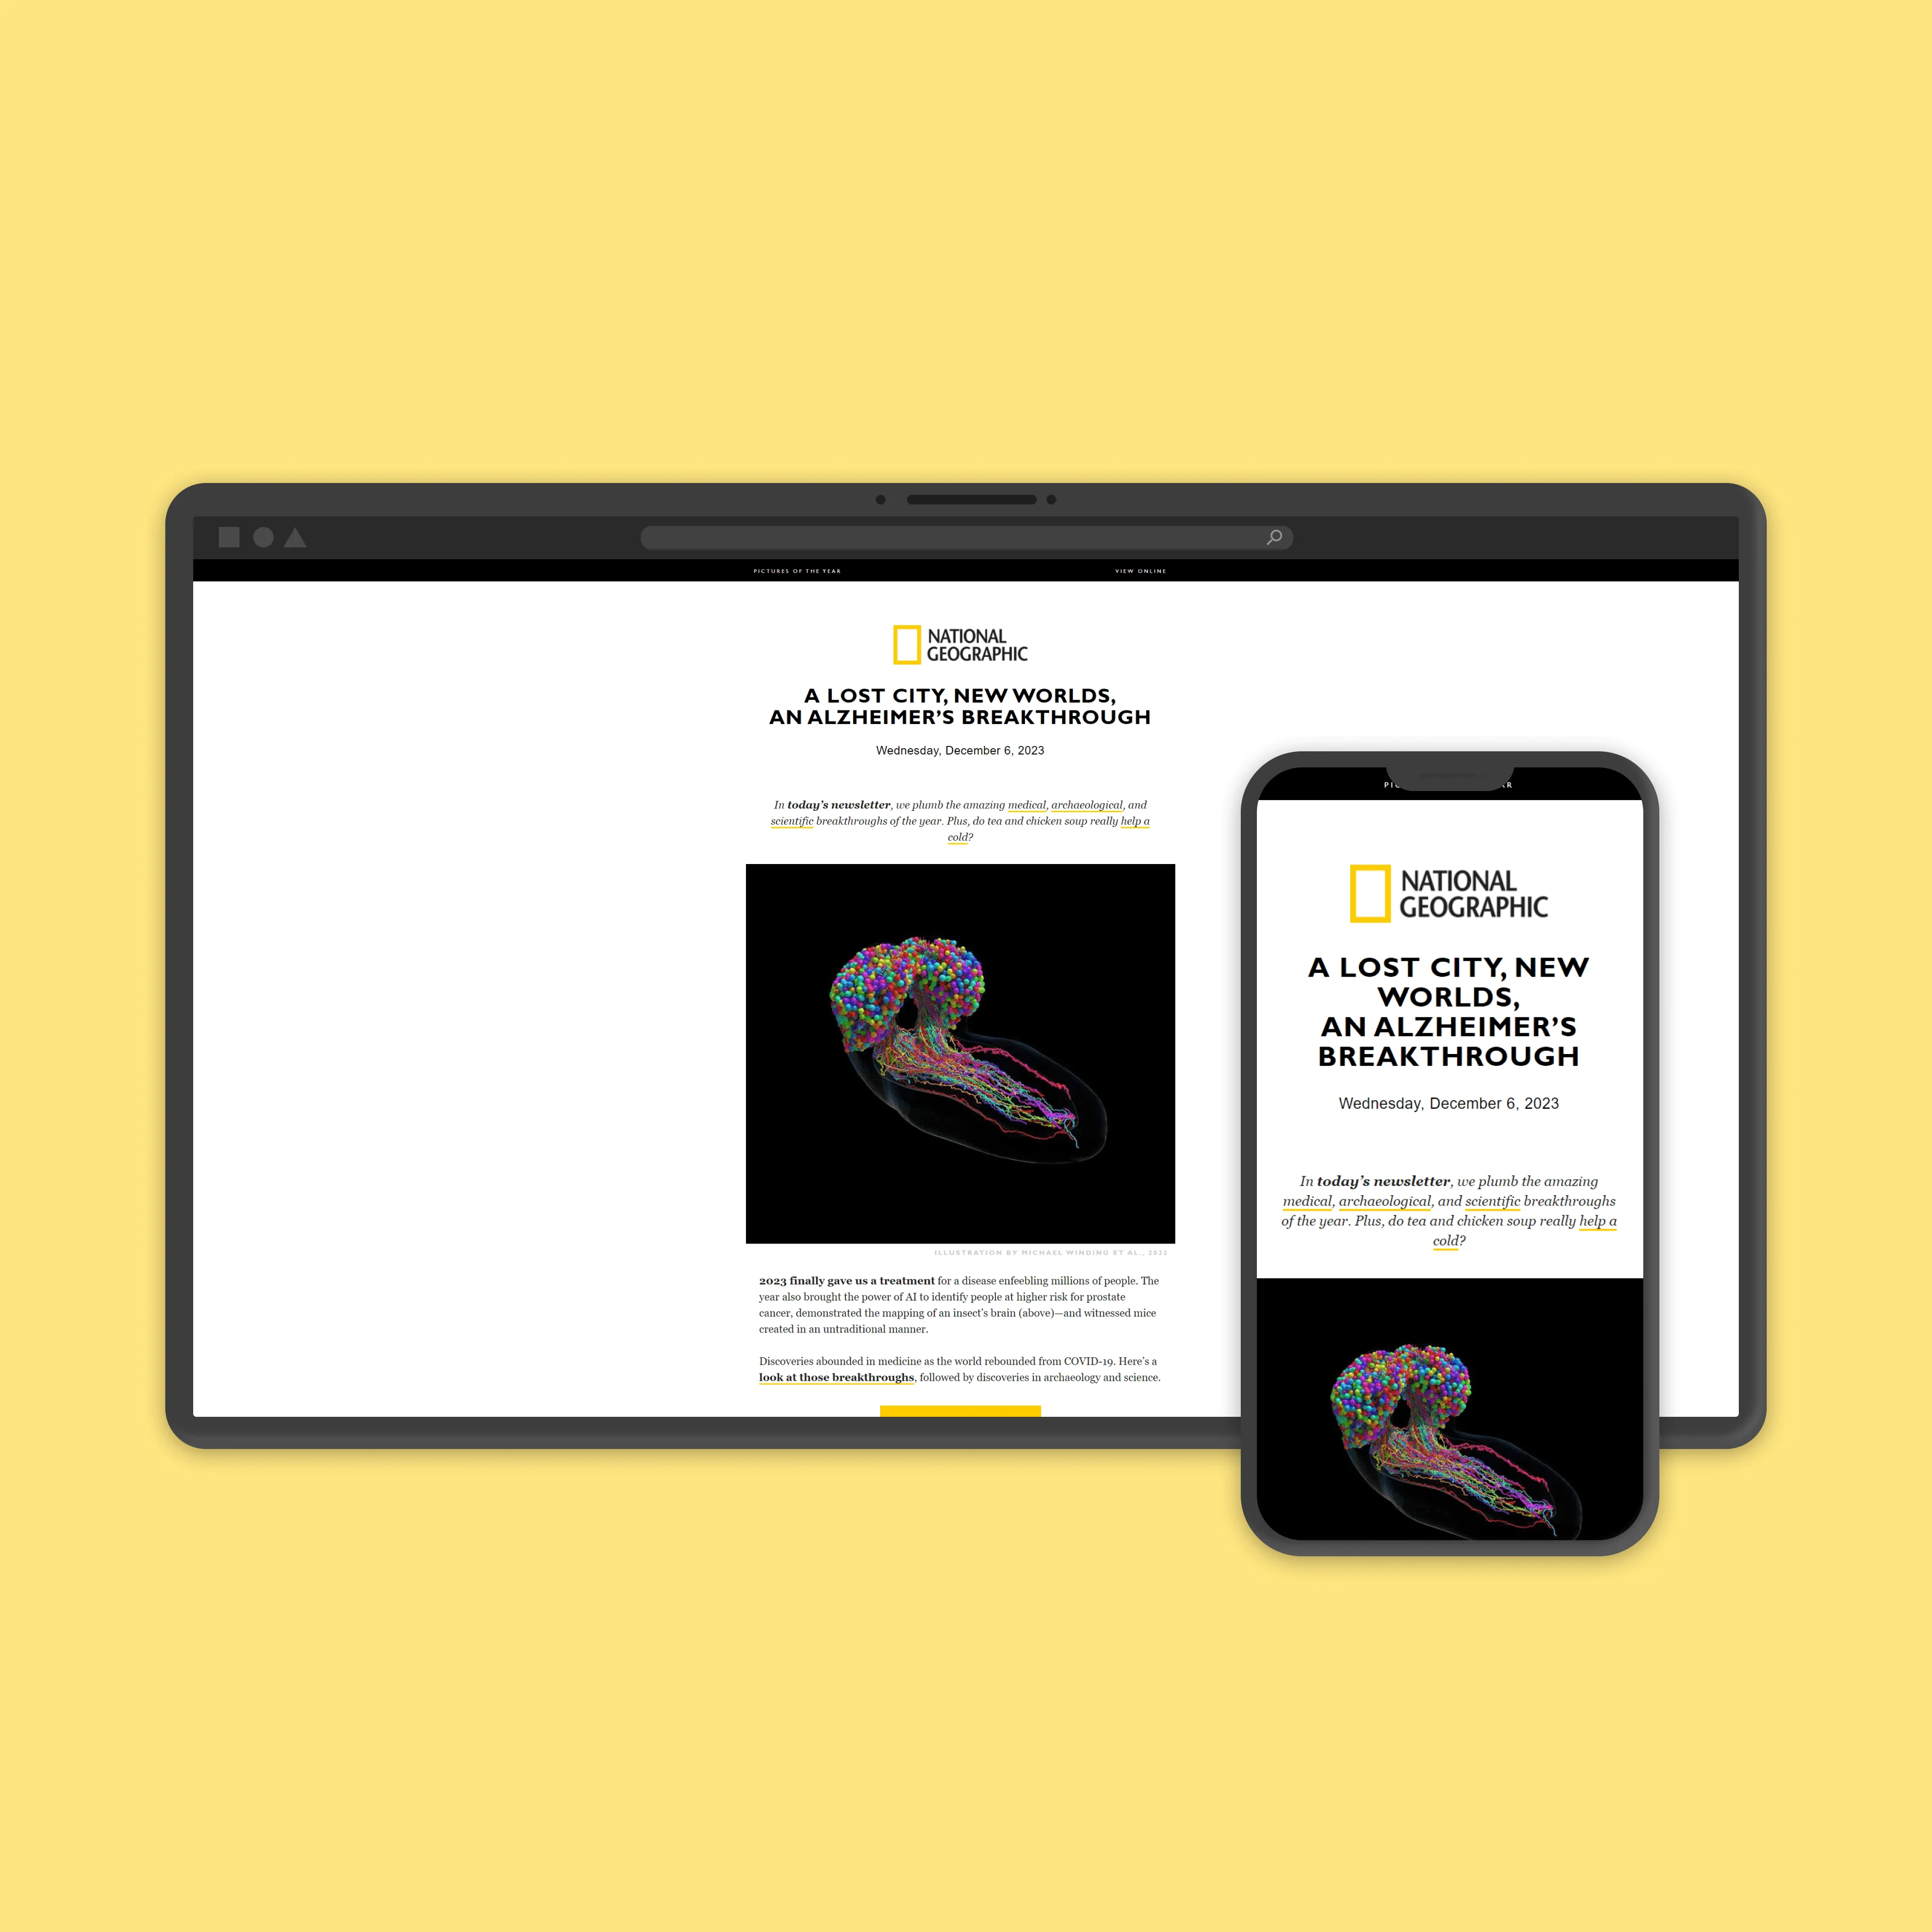 PICTURES OF THE YEAR
VIEW ONLINE
NATIONAL
GEOGRAPHIC
A LOST CITY, NEW WORLDS,
AN ALZHEIMER’S BREAKTHROUGH
Wednesday, December 6, 2023
In today’s newsletter, we plumb the amazing medical, archaeological, and
scientific breakthroughs of the year. Plus, do tea and chicken soup really help a
cold?
ILLUSTRATION BY MICHAEL WINDING ET AL., 2023
2023 finally gave us a treatment for a disease enfeebling millions of people. The
year also brought the power of AI to identify people at higher risk for prostate
cancer, demonstrated the mapping of an insect’s brain (above)—and witnessed mice
created in an untraditional manner.
Discoveries abounded in medicine as the world rebounded from COVID-19. Here’s a
look at those breakthroughs, followed by discoveries in archaeology and science.
NATIONAL
GEOGRAPHIC
A LOST CITY, NEW
WORLDS,
AN ALZHEIMER’S
BREAKTHROUGH
Wednesday, December 6, 2023
In today’s newsletter, we plumb the amazing
medical, archaeological, and scientific breakthroughs
of the year. Plus, do tea and chicken soup really help a
cold?